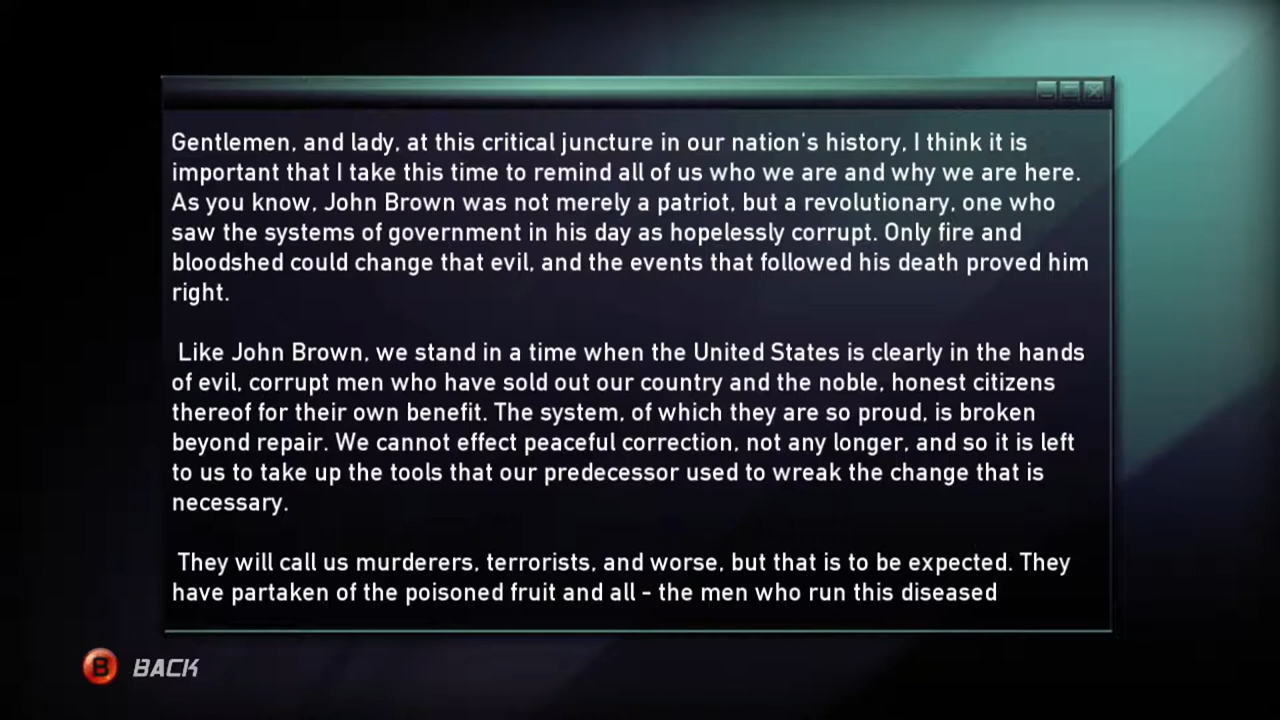 Gentlemen, and lady, at this critical juncture in our nation's history, I think it is
important that I take this time to remind all of us who we are and why we are here.
As you know, John Brown was not merely a patriot, but a revolutionary, one who
saw the systems of government in his day as hopelessly corrupt. Only fire and
bloodshed could change that evil, and the events that followed his death proved him
right.
Like John Brown, we stand in a time when the United States is clearly in the hands
of evil, corrupt men who have sold out our country and the noble, honest citizens
thereof for their own benefit. The system, of which they are so proud, is broken
beyond repair. We cannot effect peaceful correction, not any longer, and so it is left
to us to take up the tools that our predecessor used to wreak the change that is
necessary.
They will call us murderers, terrorists, and worse, but that is to be expected. They
have partaken of the poisoned fruit and all - the men who run this diseased
B BACK